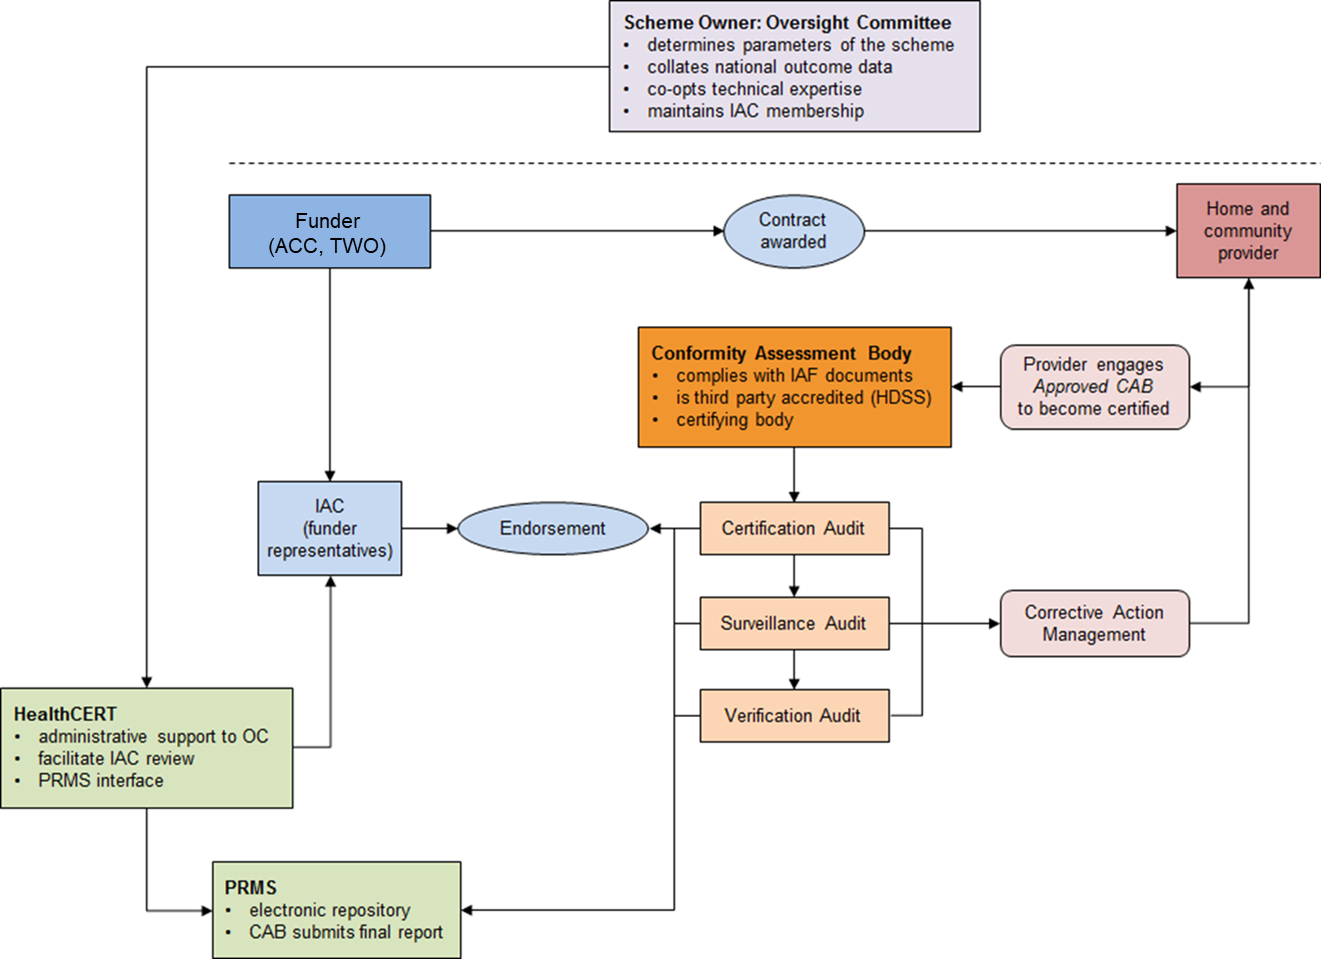 Scheme Owner: Oversight Committee
• determines parameters of the scheme
• collates national outcome data
• co-opts technical expertise
• maintains IAC membership
Funder
(ACC, TWO)
Contract
awarded
Home and
community
provider
Conformity Assessment Body
• complies with IAF documents
• is third party accredited (HDSS)
• certifying body
Provider engages
Approved CAB
to become certified
IAC
(funder
representatives)
Endorsement
Certification Audit
Surveillance Audit
Verification Audit
Corrective Action
Management
HealthCERT
• administrative support to OC
• facilitate IAC review
• PRMS interface
PRMS
• electronic repository
• CAB submits final report